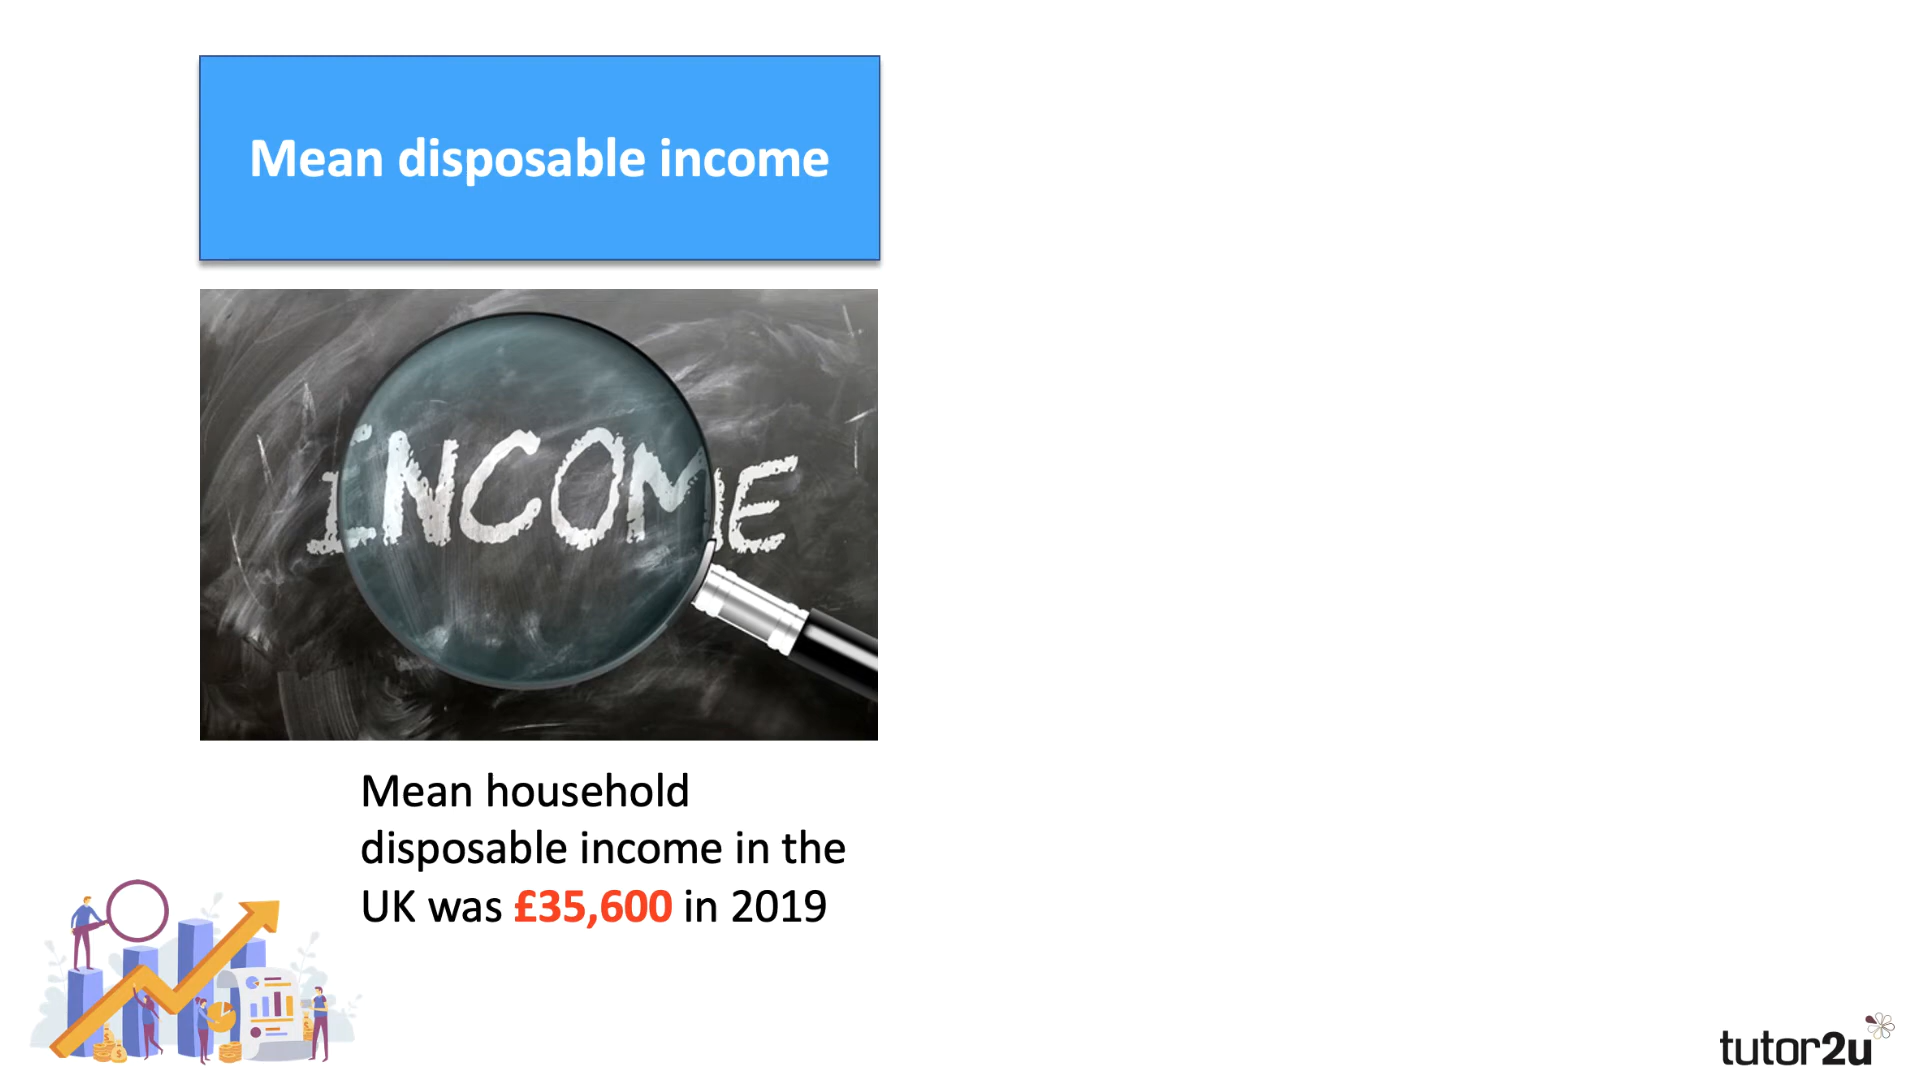 Mean disposable income
INCOME
Mean household
disposable income in the
UK was £35,600 in 2019
tutor2u